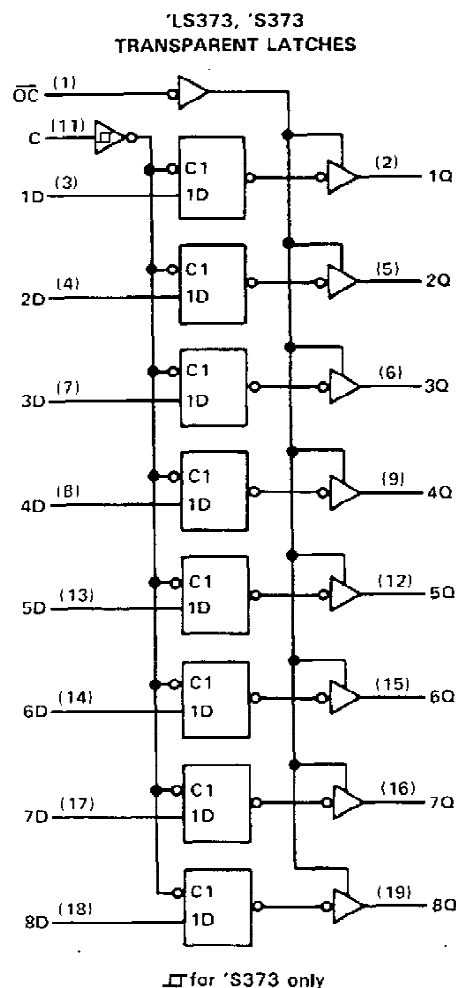 'LS373, 'S373
TRANSPARENT LATCHES
OC (1)
C (11)
C1 (2) 1Q
1D (3) 1D
C1 (5) 2Q
2D (4) 1D
C1 (6) 3Q
3D (7) 1D
C1 (9) 4Q
4D (8) 1D
C1 (12) 5Q
5D (13) 1D
C1 (15) 6Q
6D (14) 1D
C1 (16) 7Q
7D (17) 1D
C1 (19) 8Q
8D (18) 1D
for 'S373 only